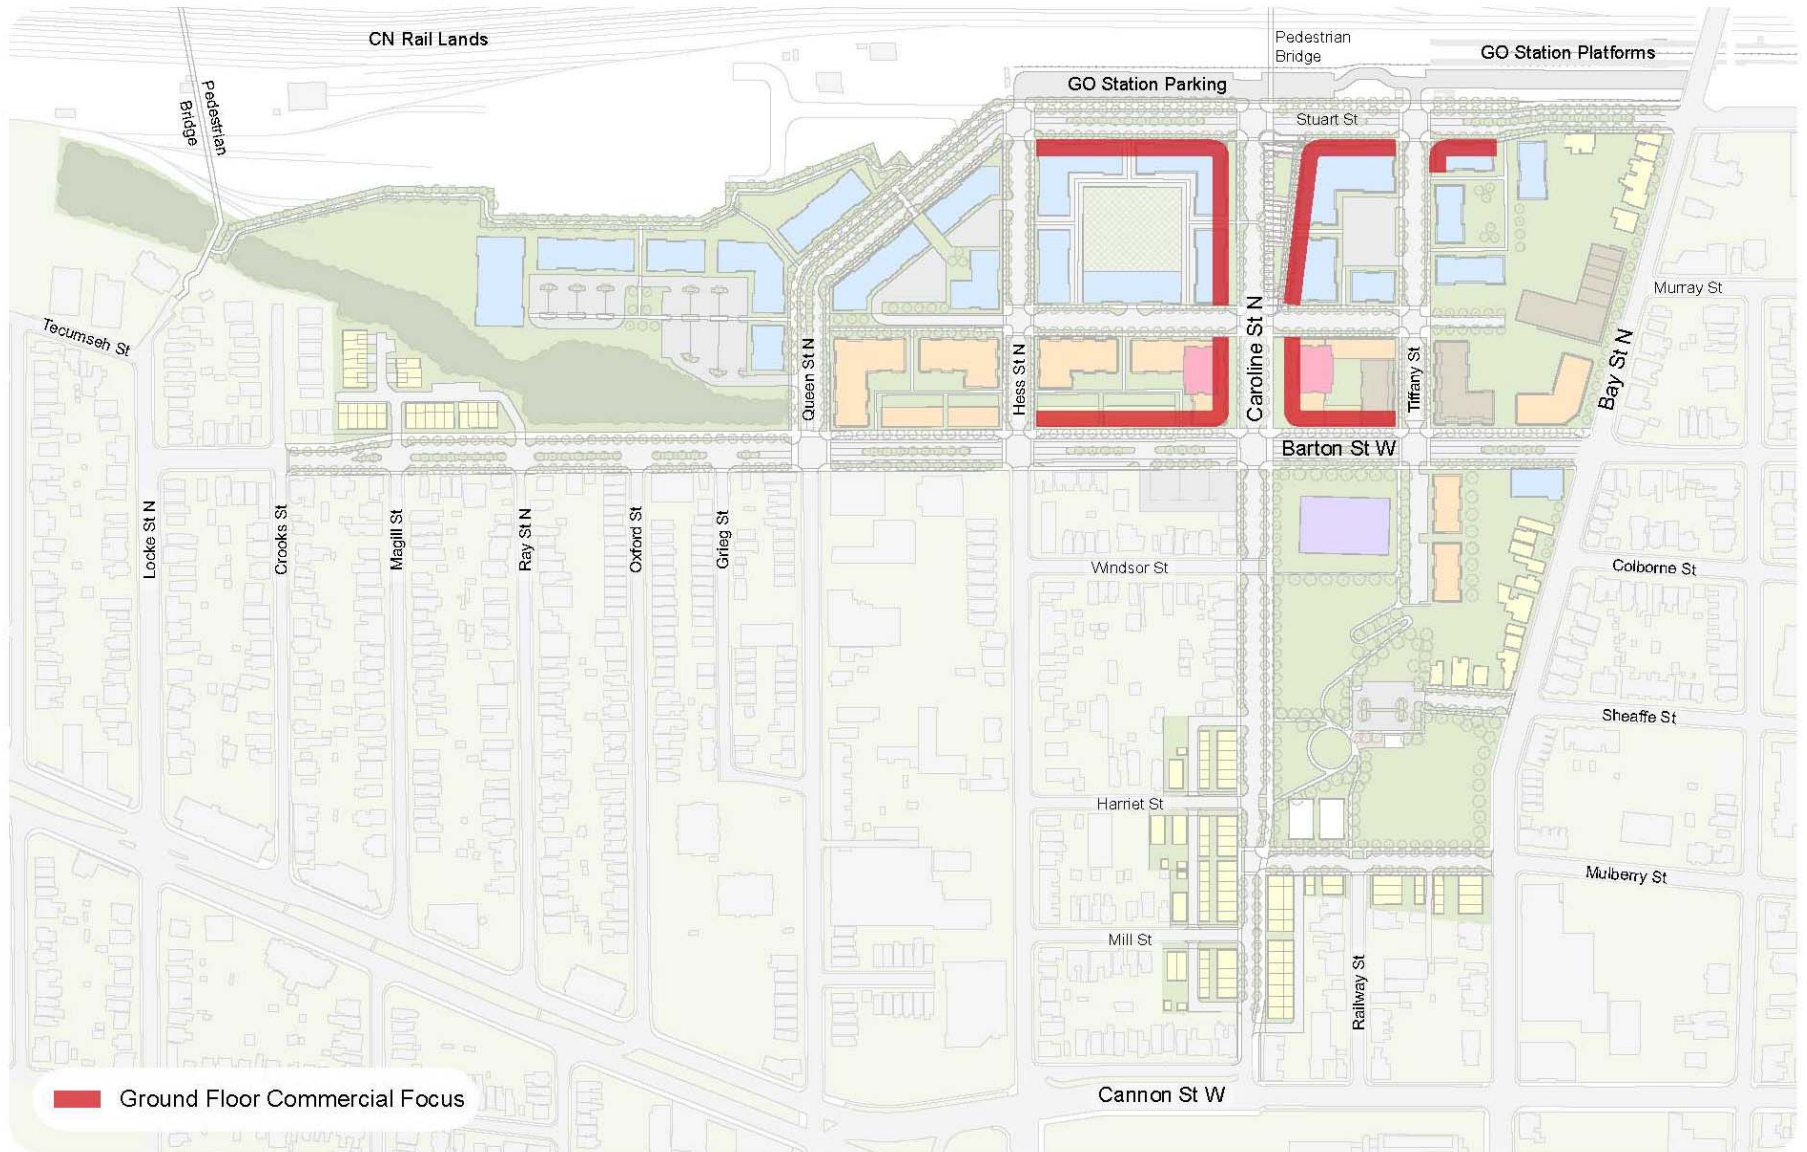 CN Rail Lands
Pedestrian
Bridge
GO Station Platforms
GO Station Parking
Pedestrian
Bridge
Stuart St
Murray St
Tecumseh St
Queen St N
Hess St N
Caroline St N
Tiffany St
Bay St N
Barton St W
Locke St N
Crooks St
Magill St
Ray St N
Oxford St
Greig St
Windsor St
Colborne St
Sheaffe St
Harriet St
Mulberry St
Mill St
Railway St
Cannon St W
Ground Floor Commercial Focus